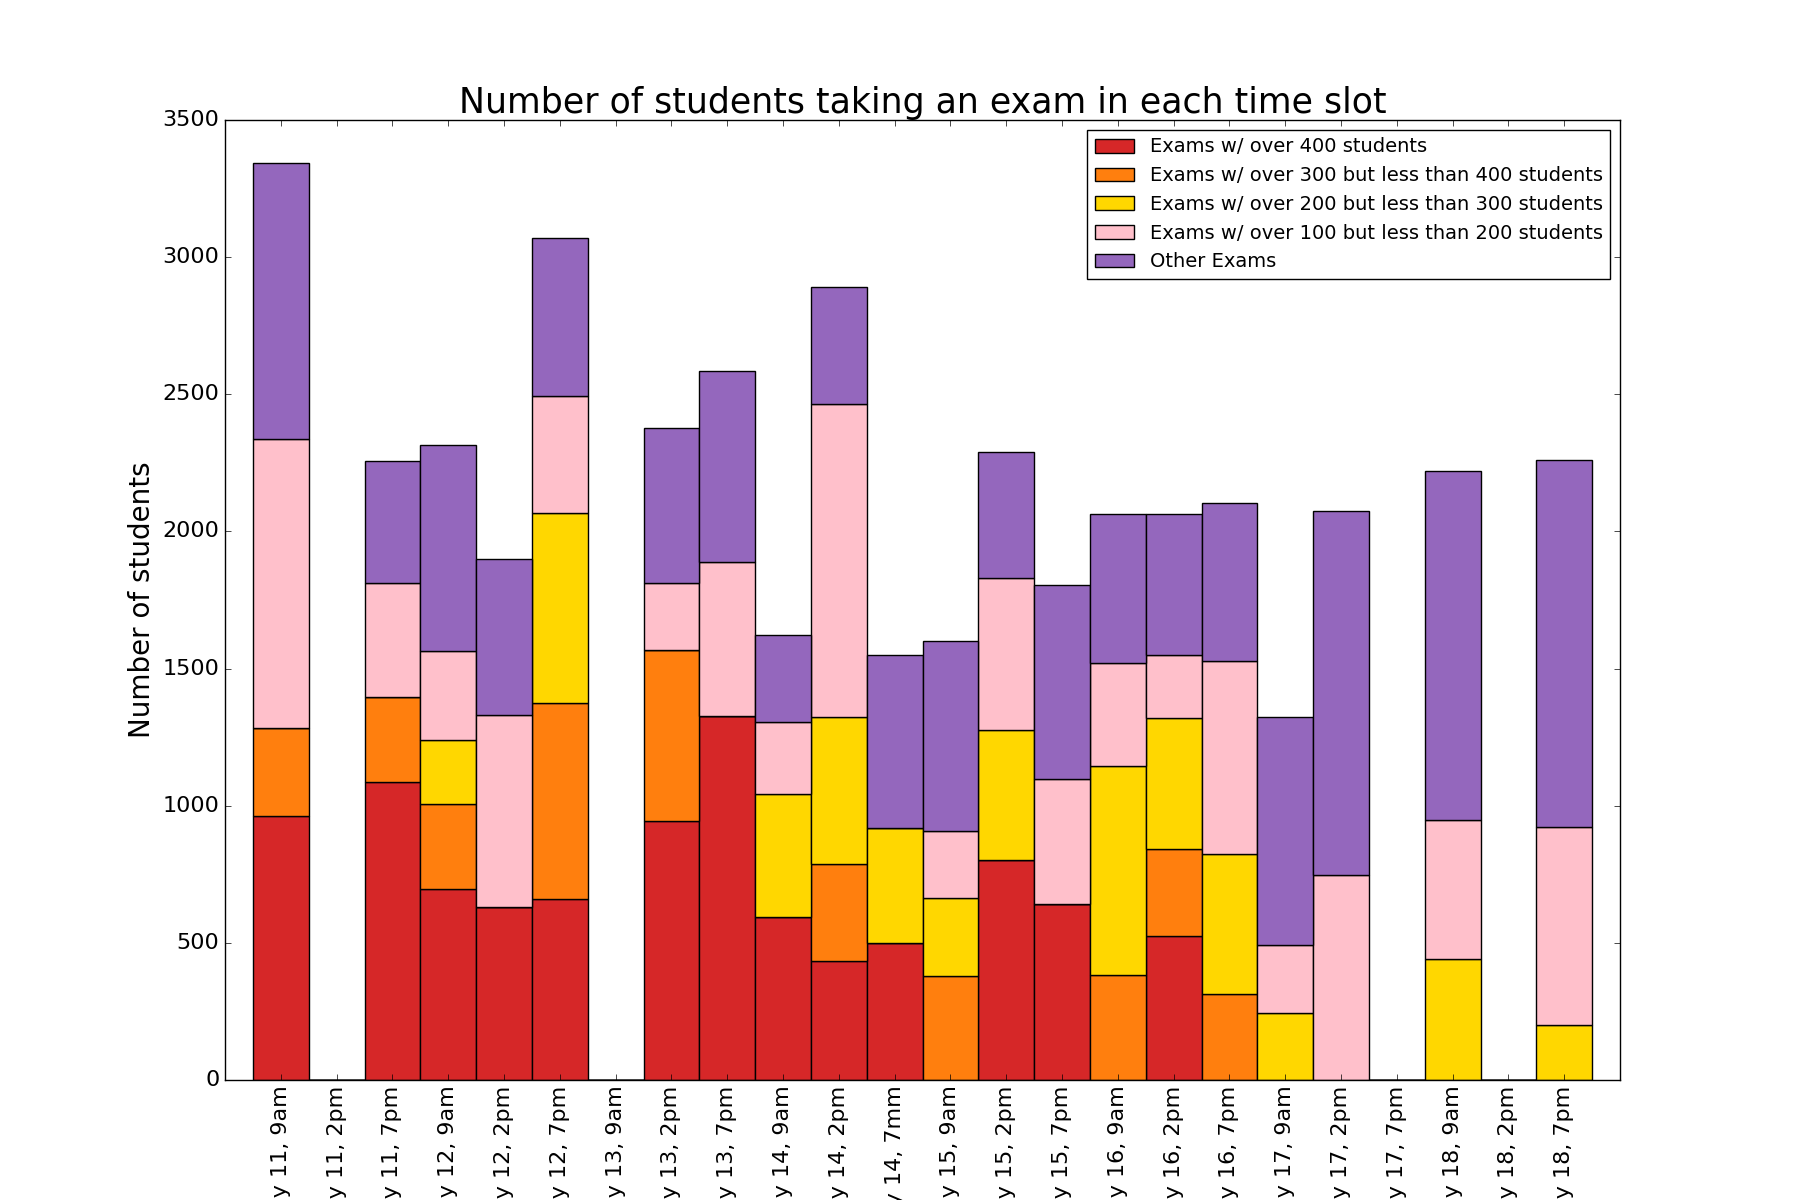 Number of students taking an exam in each time slot
3500
3000
2500
2000
1500
1000
500
0
Number of students
Exams w/ over 400 students
Exams w/ over 300 but less than 400 students
Exams w/ over 200 but less than 300 students
Exams w/ over 100 but less than 200 students
Other Exams
y 11, 9am
y 11, 2pm
y 11, 7pm
y 12, 9am
y 12, 2pm
y 12, 7pm
y 13, 9am
y 13, 2pm
y 13, 7pm
y 14, 9am
y 14, 2pm
y 14, 7mm
y 15, 9am
y 15, 2pm
y 15, 7pm
y 16, 9am
y 16, 2pm
y 16, 7pm
y 17, 9am
y 17, 2pm
y 17, 7pm
y 18, 9am
y 18, 2pm
y 18, 7pm